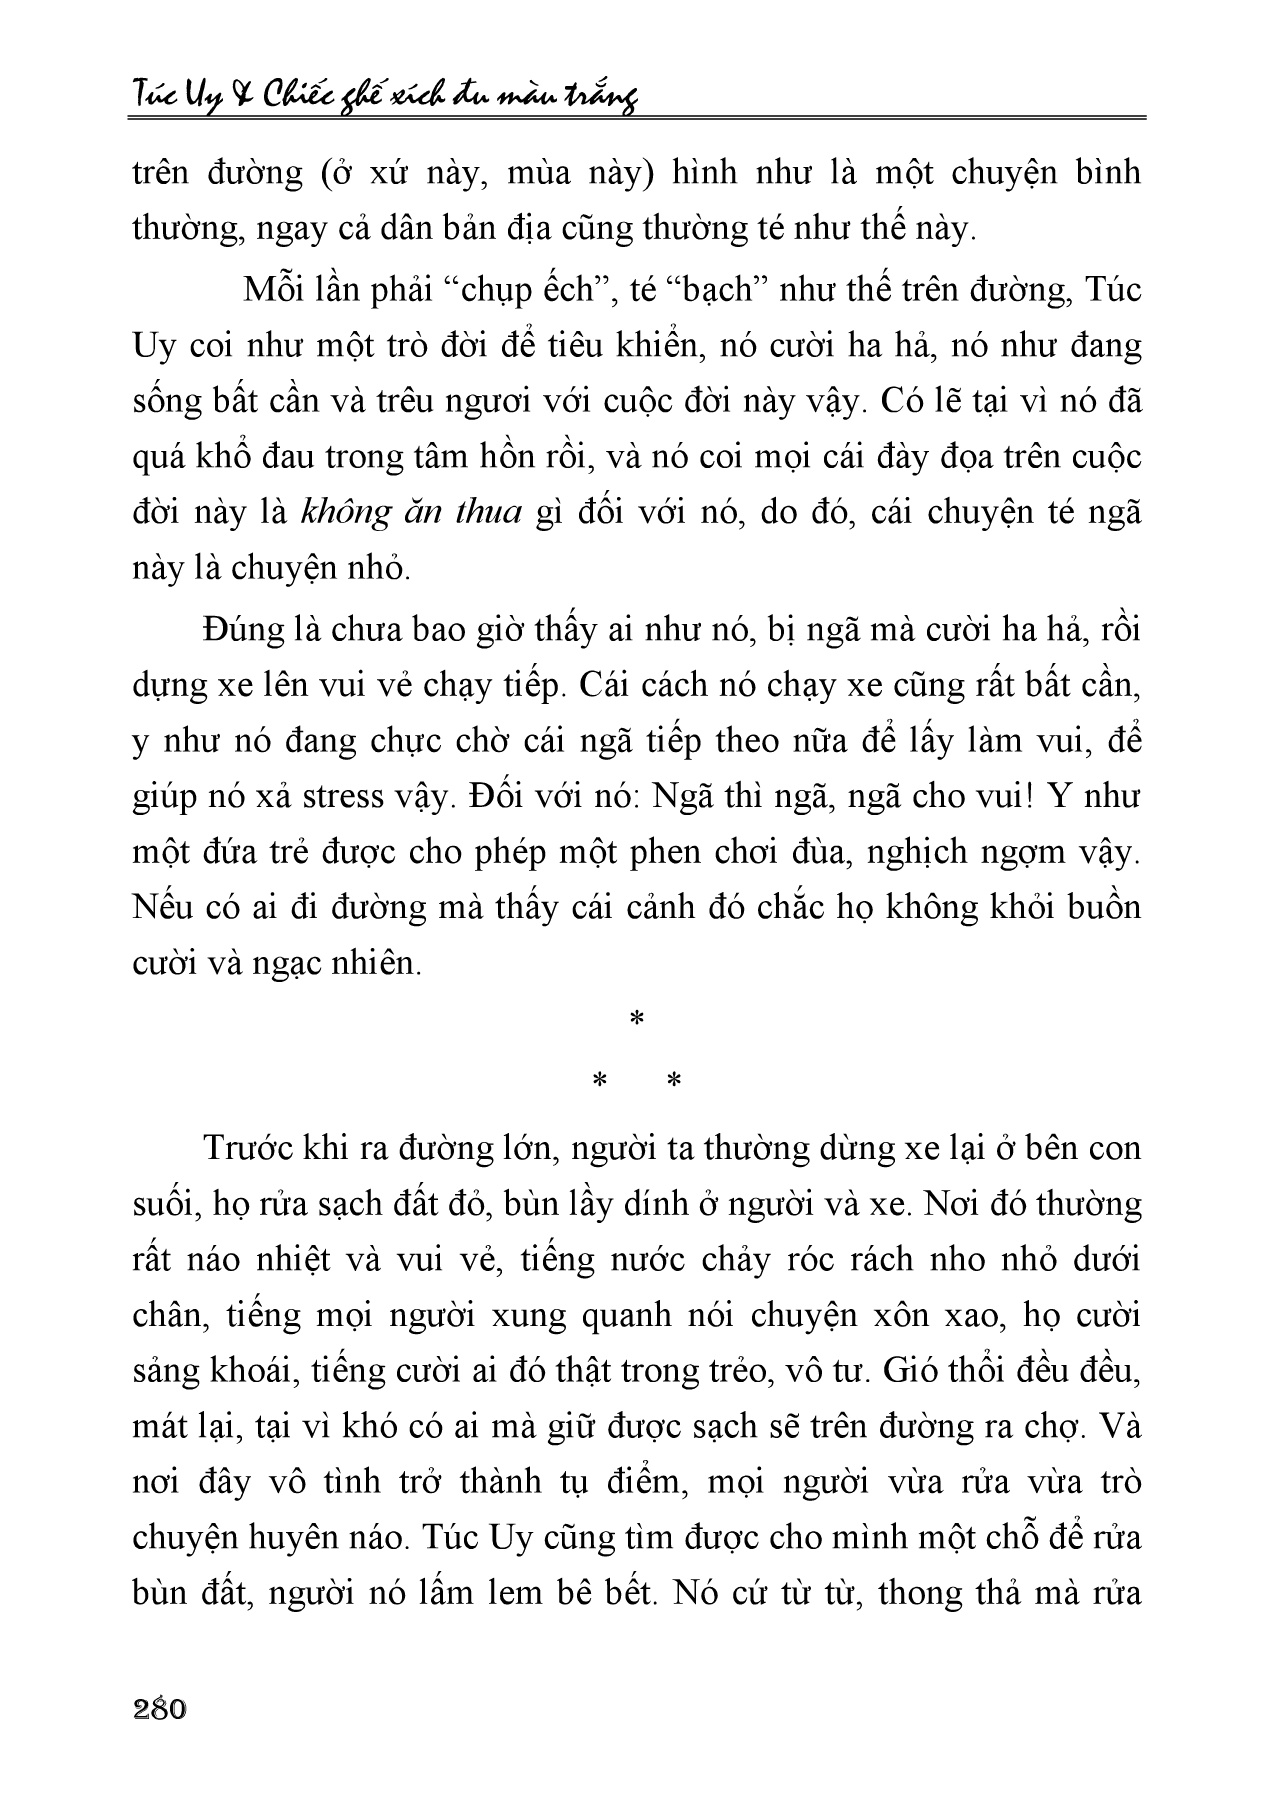 Túc Uy & Chiếc ghế xích đu màu trắng
trên đường (ở xứ này, mùa này) hình như là một chuyện bình
thường, ngay cả dân bản địa cũng thường té như thế này.
Mỗi lần phải “chụp ếch”, té “bạch” như thế trên đường, Túc
Uy coi như một trò đời để tiêu khiển, nó cười ha hả, nó như đang
sống bất cần và trêu ngươi với cuộc đời này vậy. Có lẽ tại vì nó đã
quá khổ đau trong tâm hồn rồi, và nó coi mọi cái đày đọa trên cuộc
đời này là không ăn thua gì đối với nó, do đó, cái chuyện té ngã
này là chuyện nhỏ.
Đúng là chưa bao giờ thấy ai như nó, bị ngã mà cười ha hả, rồi
dựng xe lên vui vẻ chạy tiếp. Cái cách nó chạy xe cũng rất bất cần,
y như nó đang chực chờ cái ngã tiếp theo nữa để lấy làm vui, để
giúp nó xả stress vậy. Đối với nó: Ngã thì ngã, ngã cho vui! Y như
một đứa trẻ được cho phép một phen chơi đùa, nghịch ngợm vậy.
Nếu có ai đi đường mà thấy cái cảnh đó chắc họ không khỏi buồn
cười và ngạc nhiên.
*
* *
Trước khi ra đường lớn, người ta thường dừng xe lại ở bên con
suối, họ rửa sạch đất đỏ, bùn lầy dính ở người và xe. Nơi đó thường
rất náo nhiệt và vui vẻ, tiếng nước chảy róc rách nho nhỏ dưới
chân, tiếng mọi người xung quanh nói chuyện xôn xao, họ cười
sảng khoái, tiếng cười ai đó thật trong trẻo, vô tư. Gió thổi đều đều,
mát lại, tại vì khó có ai mà giữ được sạch sẽ trên đường ra chợ. Và
nơi đây vô tình trở thành tụ điểm, mọi người vừa rửa vừa trò
chuyện huyên náo. Túc Uy cũng tìm được cho mình một chỗ để rửa
bùn đất, người nó lấm lem bê bết. Nó cứ từ từ, thong thả mà rửa
280